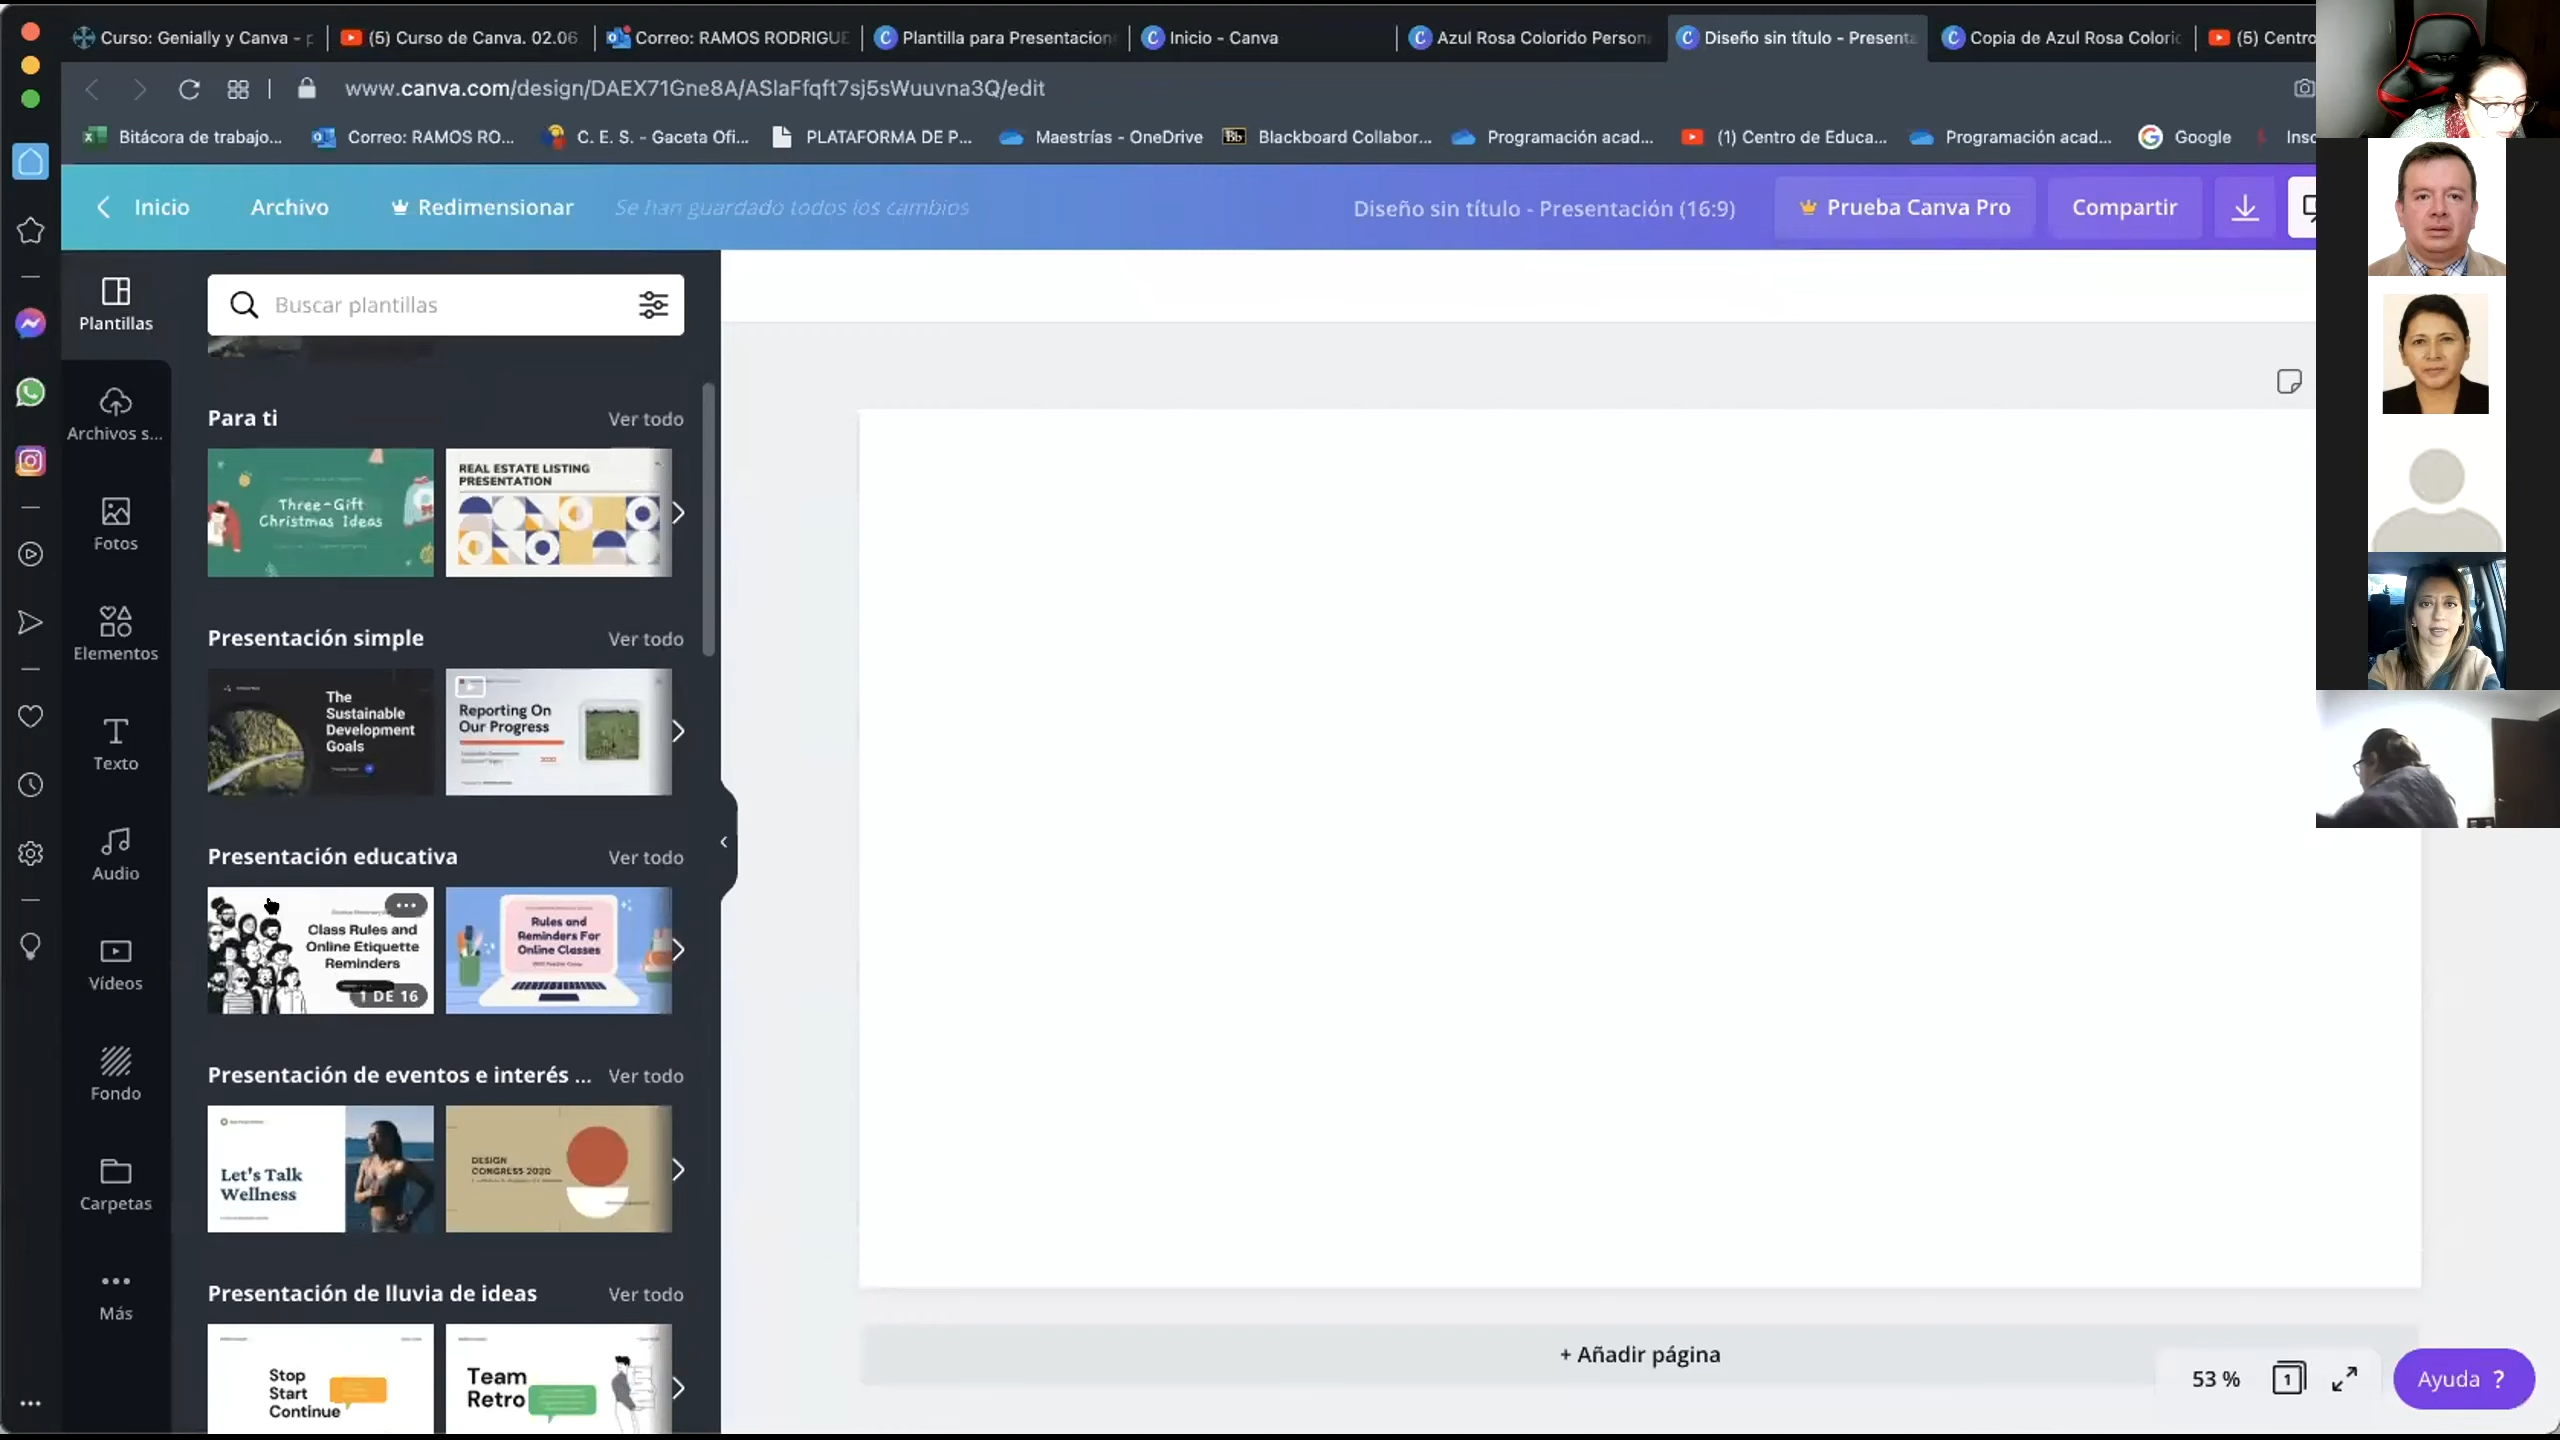 Curso: Genially y Canva - p
(5) Curso de Canva. 02.06
Correo: RAMOS RODRIGUE
Plantilla para Presentacion
Inicio - Canva
Azul Rosa Colorido Person
Diseño sin título - Presenta
Copia de Azul Rosa Coloric
(5) Centro
www.canva.com/design/DAEX71Gne8A/ASlaFfqft7sj5sWuuvna3Q/edit
Bitácora de trabajo...
Correo: RAMOS RO...
C. E. S. - Gaceta Ofi...
PLATAFORMA DE P...
Maestrías - OneDrive
Bb
Blackboard Collabor...
Programación acad...
(1) Centro de Educa...
Programación acad...
Google
Insc
Inicio
Archivo
Redimensionar
Se han guardado todos los cambios
Diseño sin título - Presentación (16:9)
Prueba Canva Pro
Compartir
Plantillas
Archivos s...
Fotos
Elementos
Texto
Audio
Vídeos
Fondo
Carpetas
Más
Buscar plantillas
Para ti
Ver todo
Three-Gift
Christmas Ideas
REAL ESTATE LISTING
PRESENTATION
Presentación simple
Ver todo
The
Sustainable
Development
Goals
Reporting On
Our Progress
2020
Presentación educativa
Ver todo
Class Rules and
Online Etiquette
Reminders
1 DE 16
Rules and
Reminders For
Online Classes
Presentación de eventos e interés ...
Ver todo
Let's Talk
Wellness
DESIGN
CONGRESS 2020
Presentación de lluvia de ideas
Ver todo
Stop
Start
Continue
Team
Retro
+ Añadir página
53 %
1
Ayuda ?